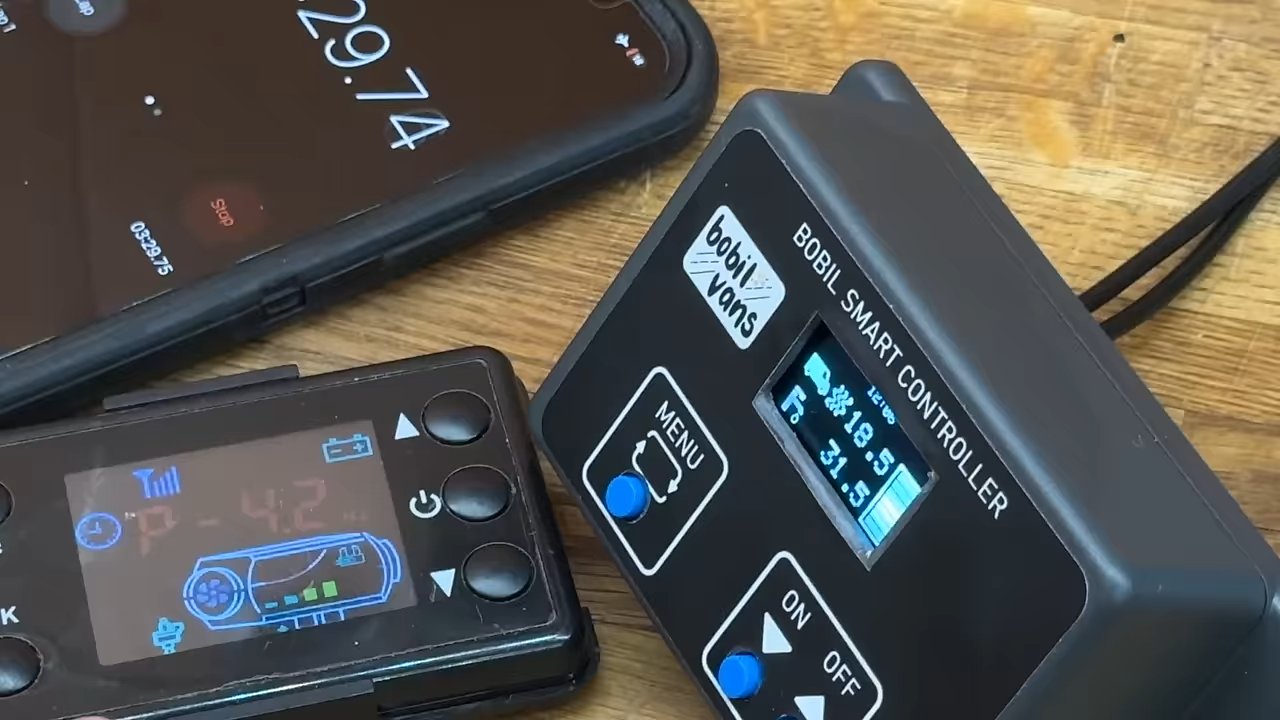 29.74
Stop
03:29.75
bobil
vans
BOBIL SMART CONTROLLER
MENU
18.5
31.5
ON
OFF
P - 4.2
Hz
K